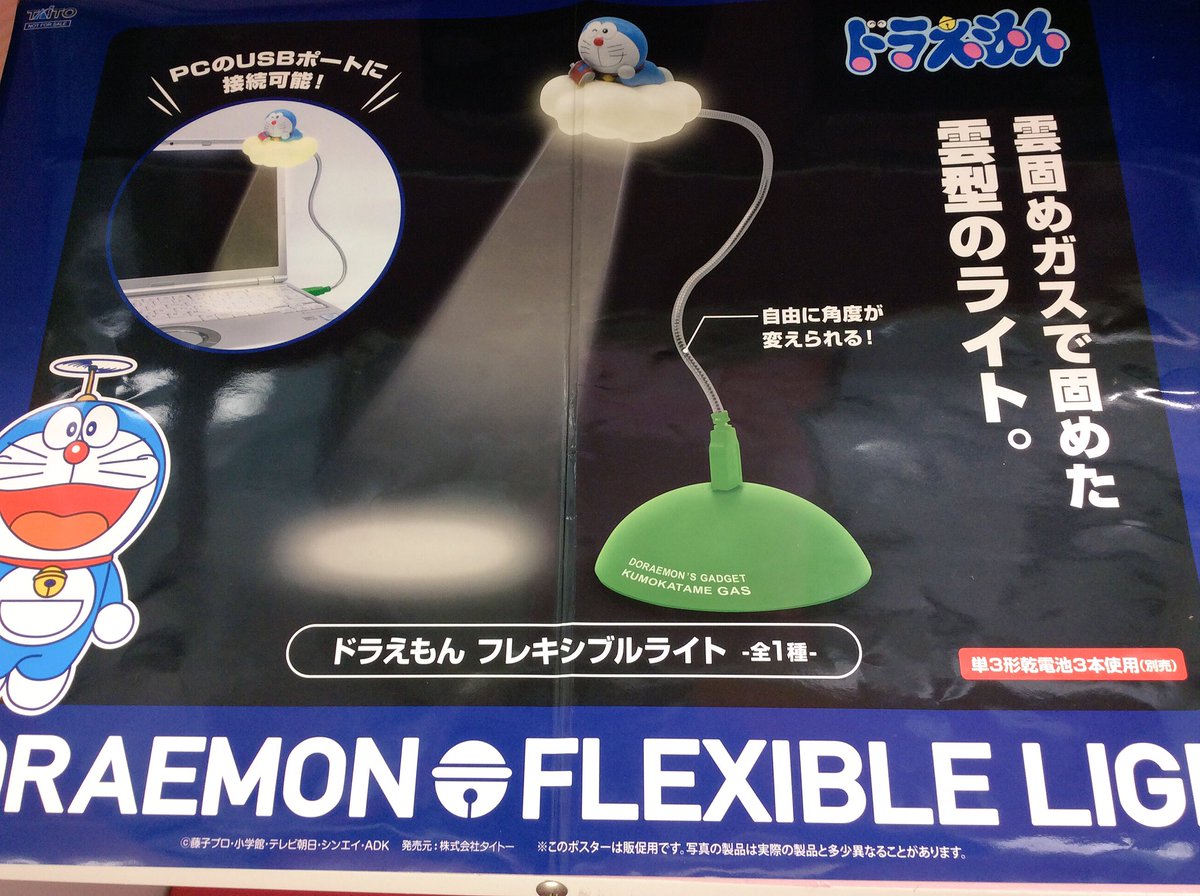 TAITO
NOT FOR SALE
PCのUSBポートに
接続可能!
ドラえもん
雲固めガスで固めた
雲型のライト。
自由に角度が
変えられる!
DORAEMON'S GADGET
KUMOKATAME GAS
ドラえもん フレキシブルライト -全1種-
単3形乾電池3本使用(別売)
DORAEMON FLEXIBLE LIG
©藤子プロ・小学館・テレビ朝日・シンエイ・ADK 発売元:株式会社タイトー ※このポスターは販促用です。写真の製品は実際の製品と多少異なることがあります。